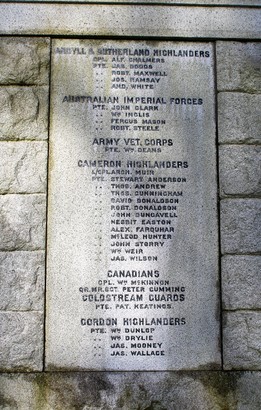 ARGYLL & SUTHERLAND HIGHLANDERS
CPL. ALF. CHALMERS
PTE. JAS. DODDS
" ROBT. MAXWELL
" JOS. RAMSAY
" AND. WHITE
AUSTRALIAN IMPERIAL FORCES
PTE. JOHN CLARK
" WM INGLIS
" FERGUS MASON
" ROBT. STEELE
ARMY VET. CORPS
PTE. WM DEANS
CAMERON HIGHLANDERS
L/CPL ARCH. MUIR
PTE. STEWART ANDERSON
" THOS. ANDREW
" THOS. CUNNINGHAM
" DAVID DONALDSON
" ROBT. DONALDSON
" JOHN DUNGAVELL
" NESBIT EASTON
" ALEX. FARQUHAR
" McLEOD HUNTER
" JOHN STORRY
" WM WEIR
" JAS. WILSON
CANADIANS
CPL. WM McKINNON
QR.MR.SGT. PETER CUMMING
COLDSTREAM GUARDS
PTE. PAT. KEATINGS.
GORDON HIGHLANDERS
PTE. WM DUNLOP
" WM DRYLIE
" JAS. MOONEY
" JAS. WALLACE